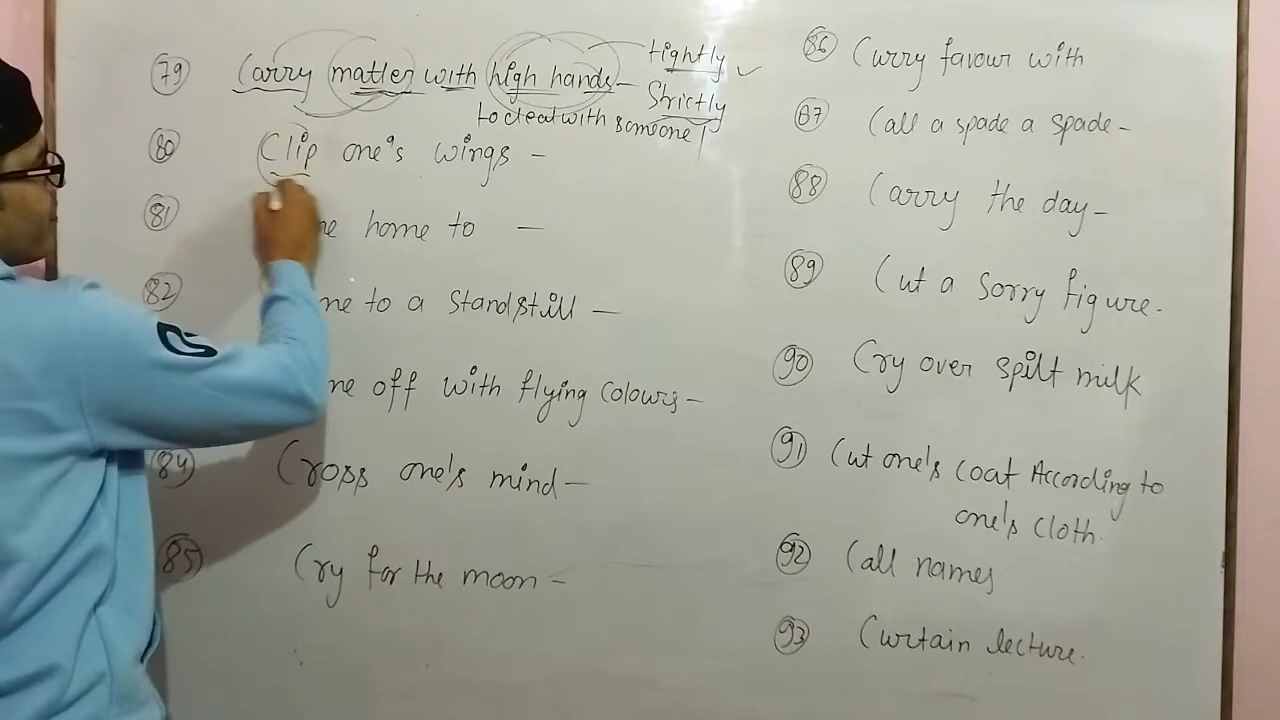 79 Carry matter with high hands - tightly
Strictly
to deal with someone
80 Clip one's wings -
81 home to -
82 to a Standstill -
off with flying Colours -
84 Cross one's mind -
85 Cry for the moon -
86 Curry favour with
87 Call a spade a spade -
88 Carry the day -
89 Cut a Sorry figure.
90 Cry over spilt milk
91 Cut one's coat According to
one's cloth.
92 Call names
93 Curtain lecture.